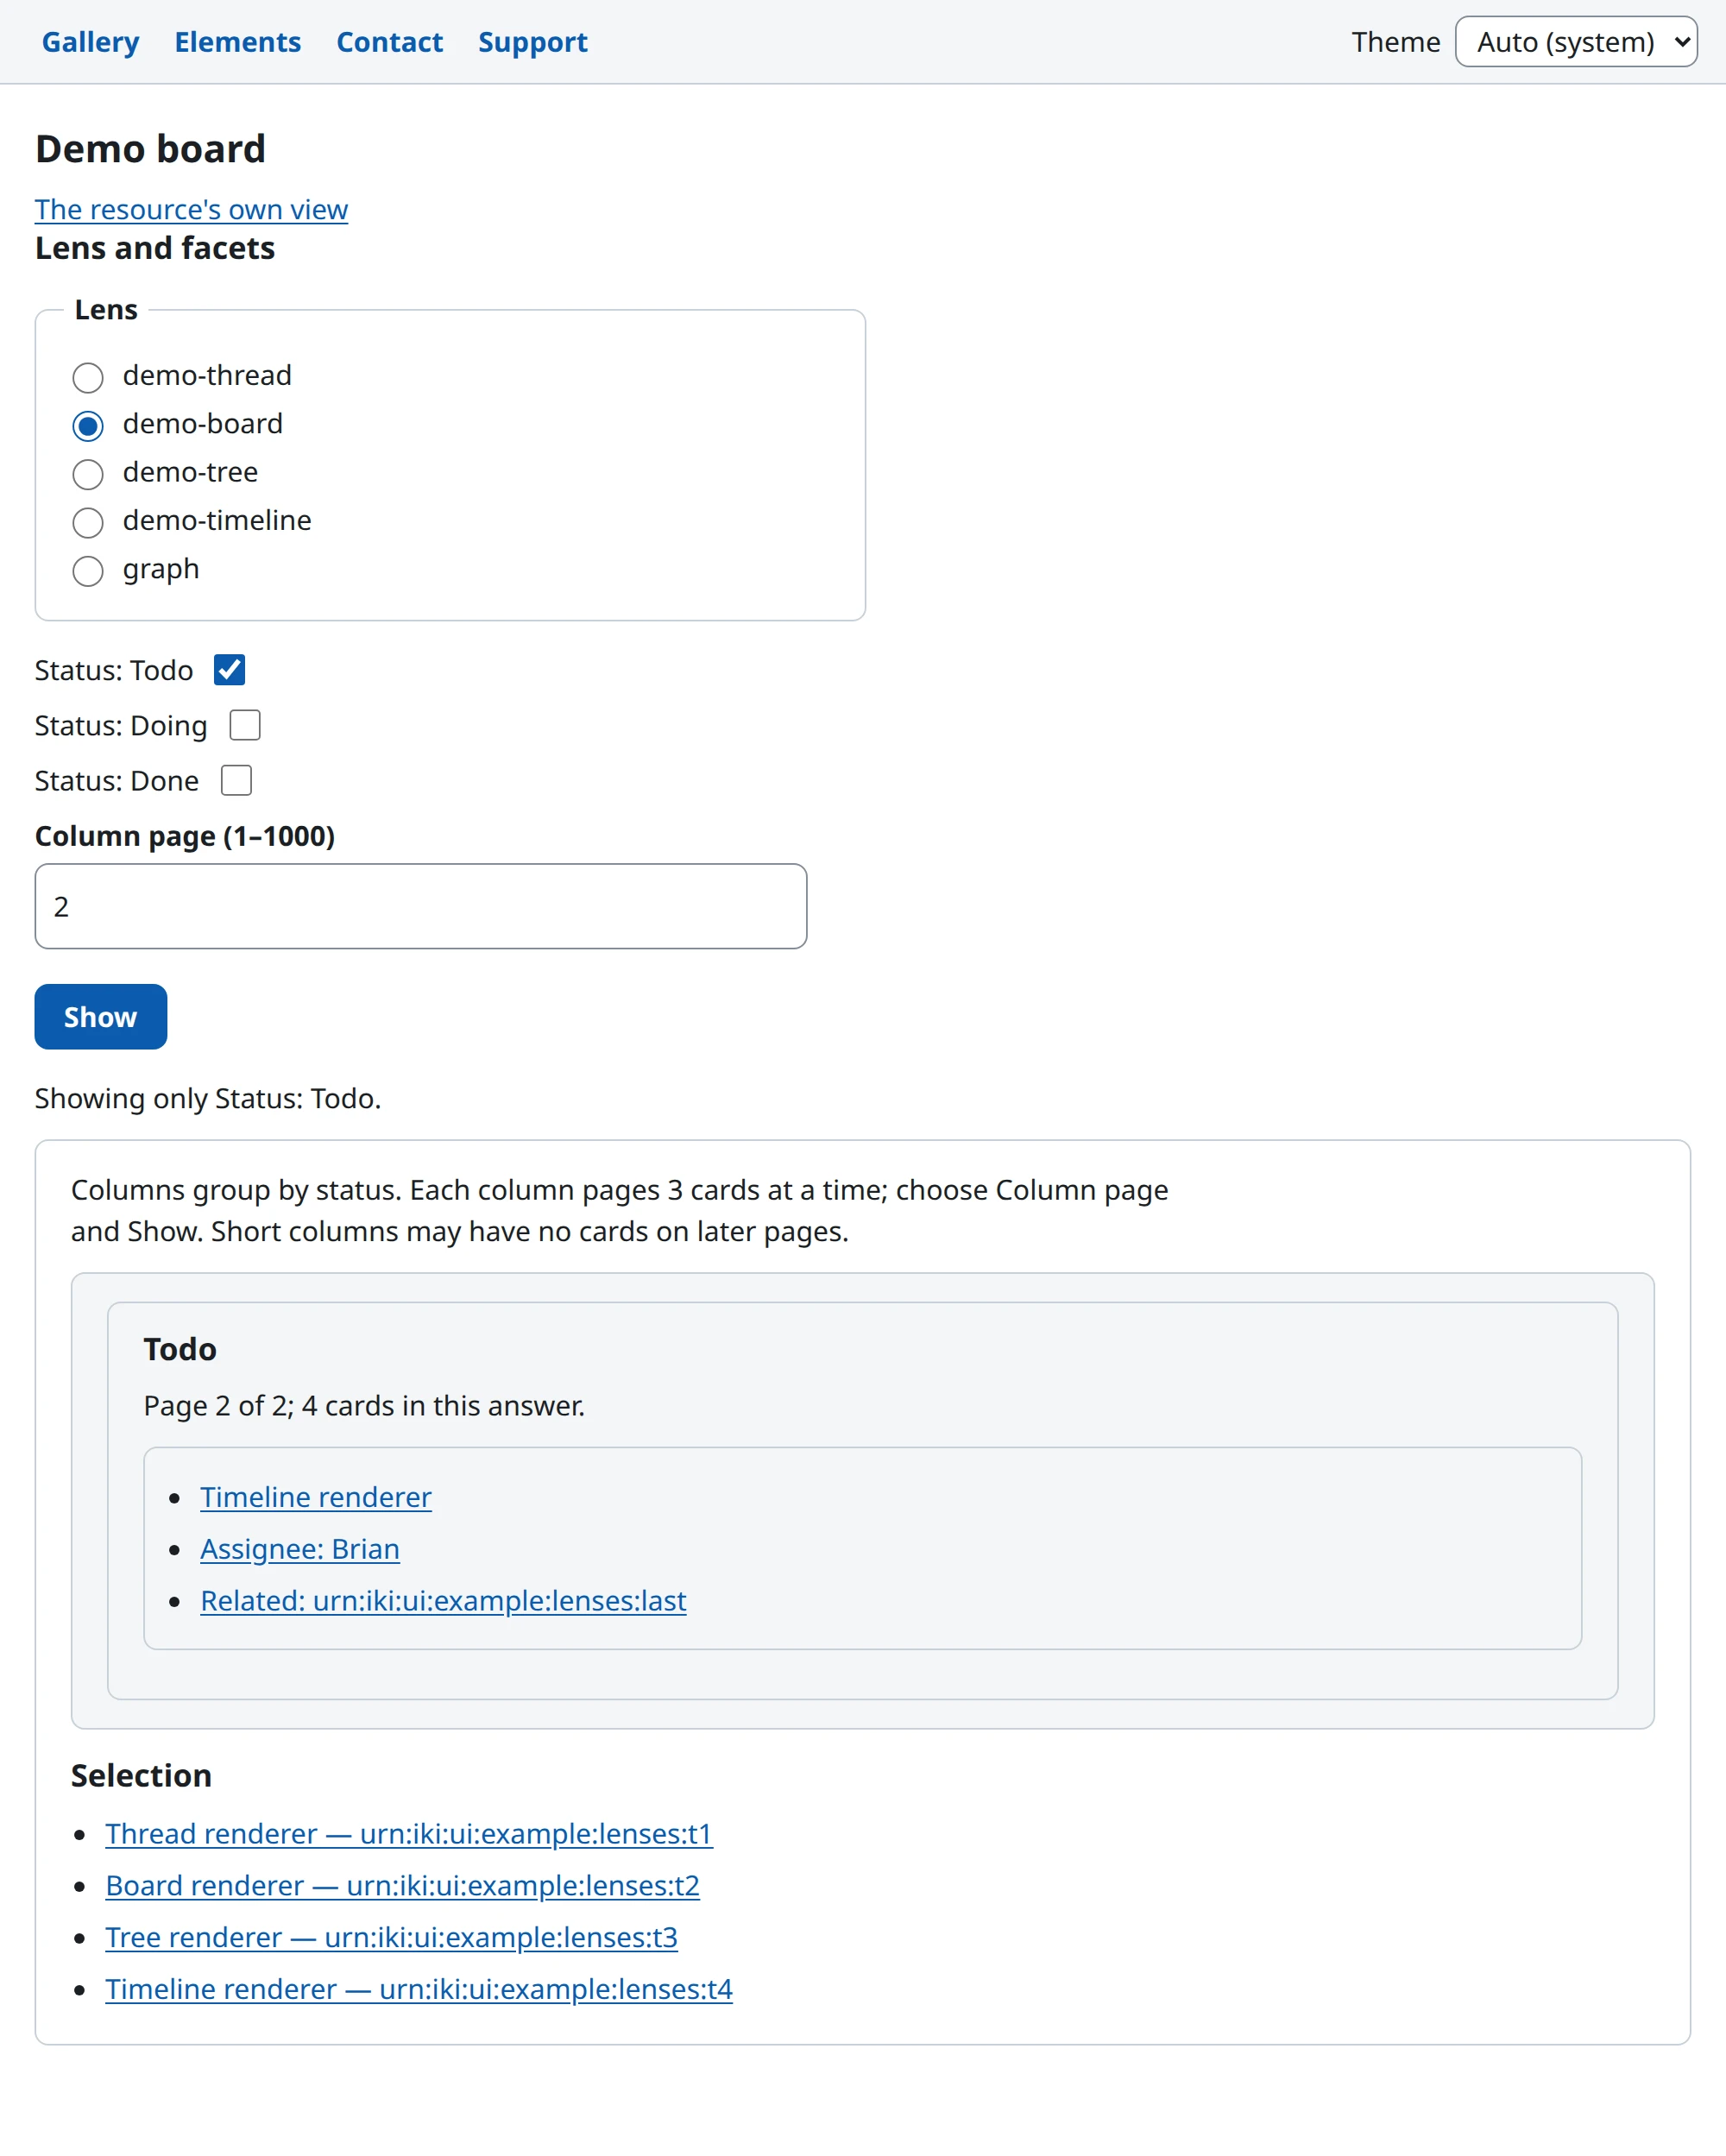 Gallery Elements Contact Support Theme Auto (system)
Demo board
The resource's own view
Lens and facets
Lens
demo-thread
demo-board
demo-tree
demo-timeline
graph
Status: Todo
Status: Doing
Status: Done
Column page (1–1000)
2
Show
Showing only Status: Todo.
Columns group by status. Each column pages 3 cards at a time; choose Column page
and Show. Short columns may have no cards on later pages.
Todo
Page 2 of 2; 4 cards in this answer.
Timeline renderer
Assignee: Brian
Related: urn:iki:ui:example:lenses:last
Selection
Thread renderer — urn:iki:ui:example:lenses:t1
Board renderer — urn:iki:ui:example:lenses:t2
Tree renderer — urn:iki:ui:example:lenses:t3
Timeline renderer — urn:iki:ui:example:lenses:t4